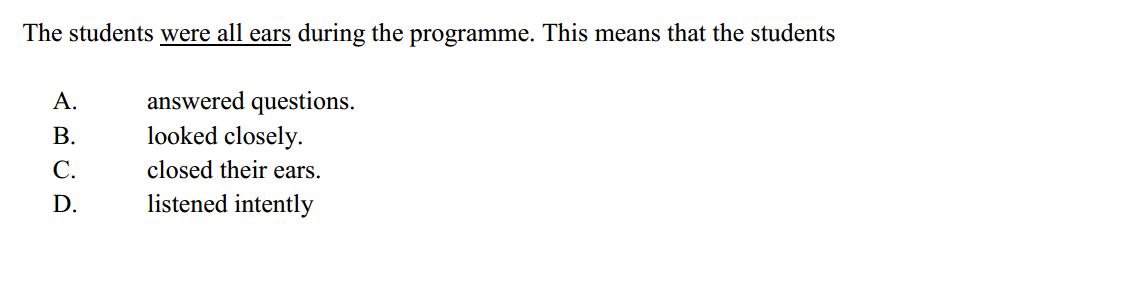 The students were all ears during the programme. This means that the students
A. answered questions.
B. looked closely.
C. closed their ears.
D. listened intently